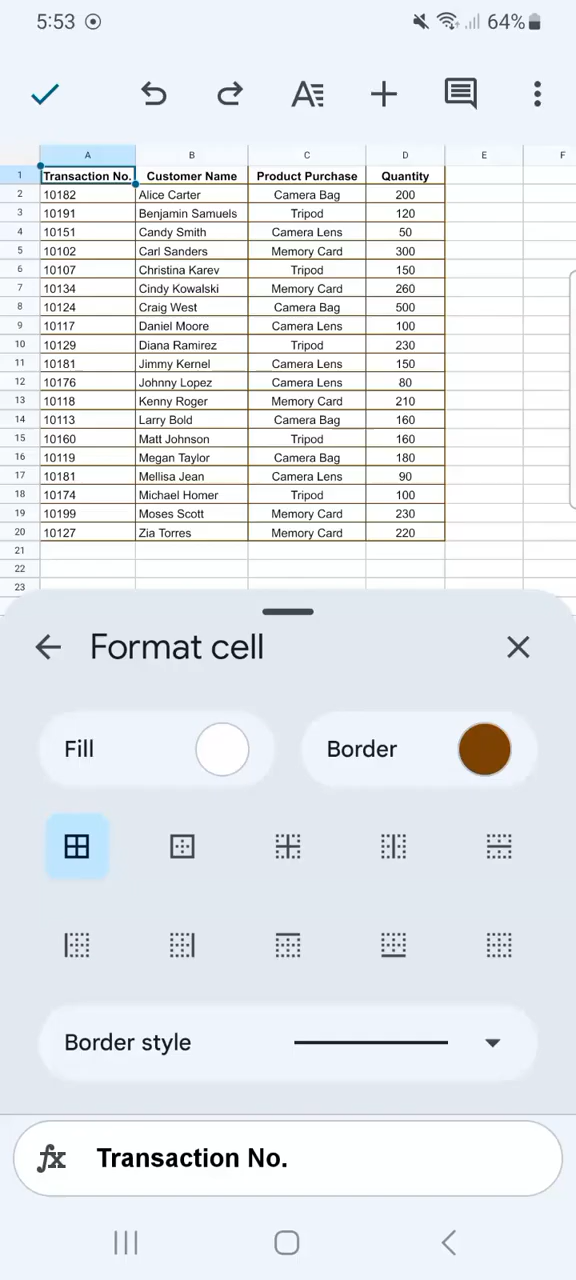 5:53 64%
A B C D E F
1 Transaction No. Customer Name Product Purchase Quantity
2 10182 Alice Carter Camera Bag 200
3 10191 Benjamin Samuels Tripod 120
4 10151 Candy Smith Camera Lens 50
5 10102 Carl Sanders Memory Card 300
6 10107 Christina Karev Tripod 150
7 10134 Cindy Kowalski Memory Card 260
8 10124 Craig West Camera Bag 500
9 10117 Daniel Moore Camera Lens 100
10 10129 Diana Ramirez Tripod 230
11 10181 Jimmy Kernel Camera Lens 150
12 10176 Johnny Lopez Camera Lens 80
13 10118 Kenny Roger Memory Card 210
14 10113 Larry Bold Camera Bag 160
15 10160 Matt Johnson Tripod 160
16 10119 Megan Taylor Camera Bag 180
17 10181 Mellisa Jean Camera Lens 90
18 10174 Michael Homer Tripod 100
19 10199 Moses Scott Memory Card 230
20 10127 Zia Torres Memory Card 220
21
22
23
Format cell
Fill Border
Border style
fx Transaction No.